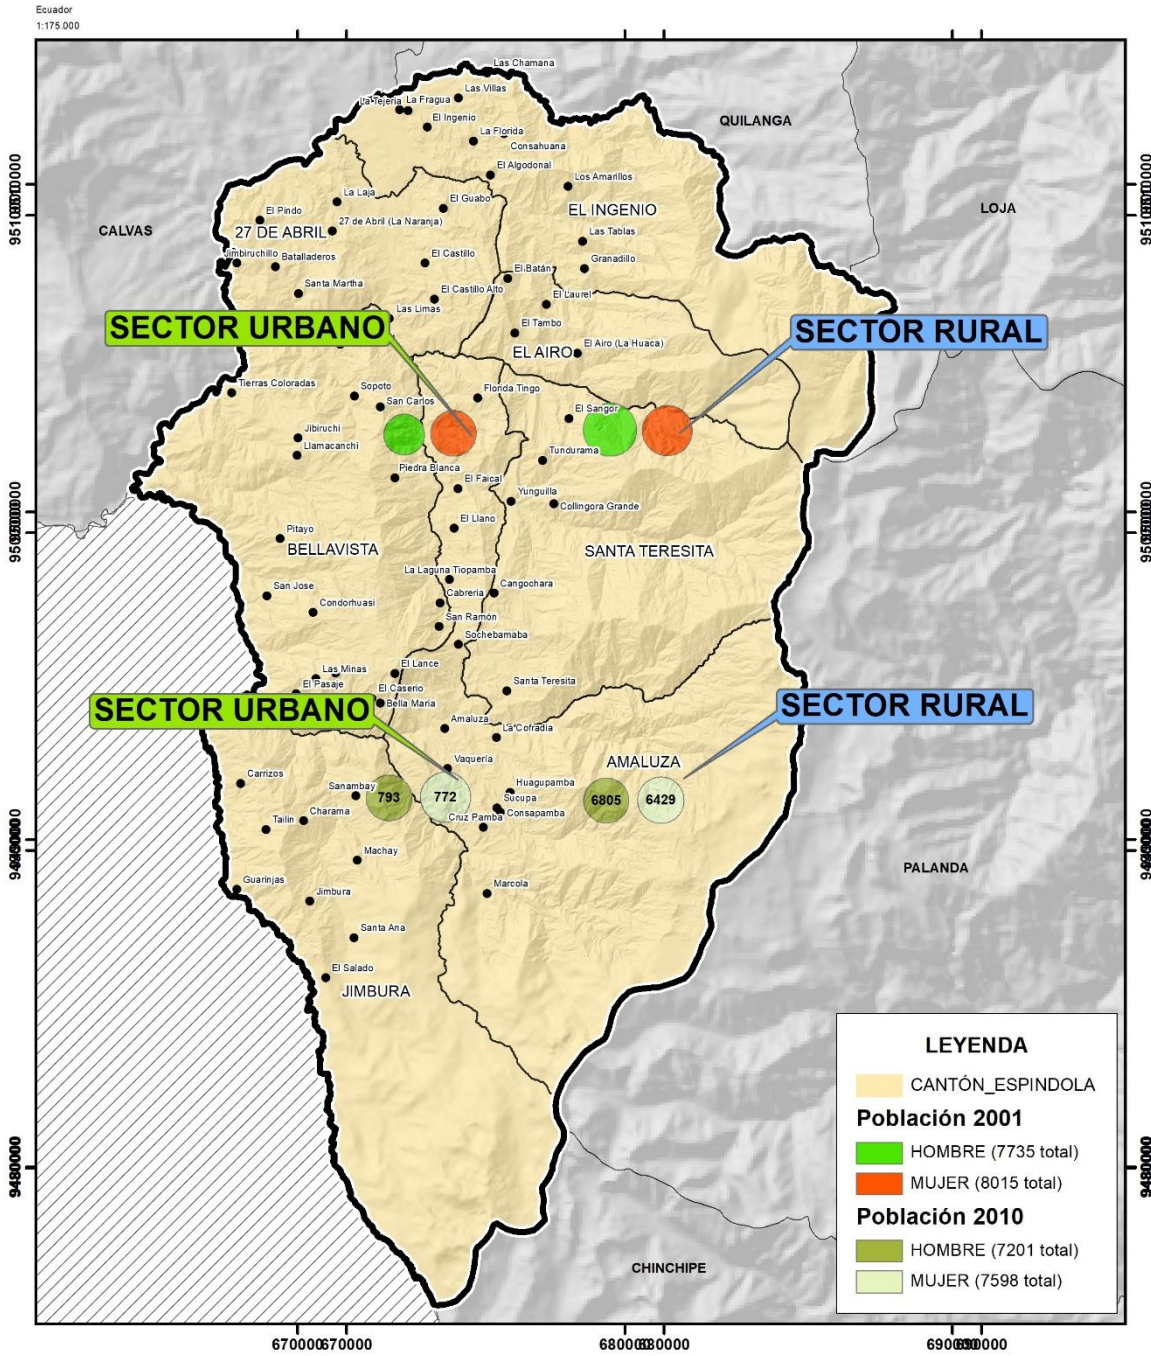 Ecuador
1:175.000
Las Chamana
Las Villas
La Tejeria
La Fragua
El Ingenio
QUILANGA
La Florida
Consahuana
El Algodonal
Los Amarillos
La Laja
El Guabo
EL INGENIO
LOJA
El Pindo
27 de Abril (La Naranja)
CALVAS
27 DE ABRIL
Las Tablas
Jimbiruchillo
Batalladeros
El Castillo
Granadillo
El Batán
Santa Martha
El Castillo Alto
El Laurel
Las Limas
SECTOR URBANO
SECTOR RURAL
El Tambo
EL AIRO
El Airo (La Huaca)
Tierras Coloradas
Sopoto
Florida Tingo
San Carlos
El Sangor
Jibiruchi
Llamacanchi
Tundurama
Piedra Blanca
El Faical
Yunguilla
Collingora Grande
El Llano
Pitayo
BELLAVISTA
SANTA TERESITA
La Laguna Tiopamba
San Jose
Cangochara
Cabreria
Condorhuasi
San Ramón
Sochebamaba
Las Minas
El Lance
El Pasaje
El Caserio
Santa Teresita
Bella María
SECTOR URBANO
SECTOR RURAL
Amaluza
La Cofradia
Vaquería
AMALUZA
Carrizos
Sanambay
Huagupamba
793
772
6805
6429
Sucupa
Charama
Cruz Pamba
Consapamba
Tailin
Machay
PALANDA
Guarinjas
Jimbura
Marcola
Santa Ana
El Salado
JIMBURA
LEYENDA
CANTÓN_ESPINDOLA
Población 2001
HOMBRE (7735 total)
MUJER (8015 total)
Población 2010
HOMBRE (7201 total)
MUJER (7598 total)
CHINCHIPE
9480000
9480000
670000
670000
680000